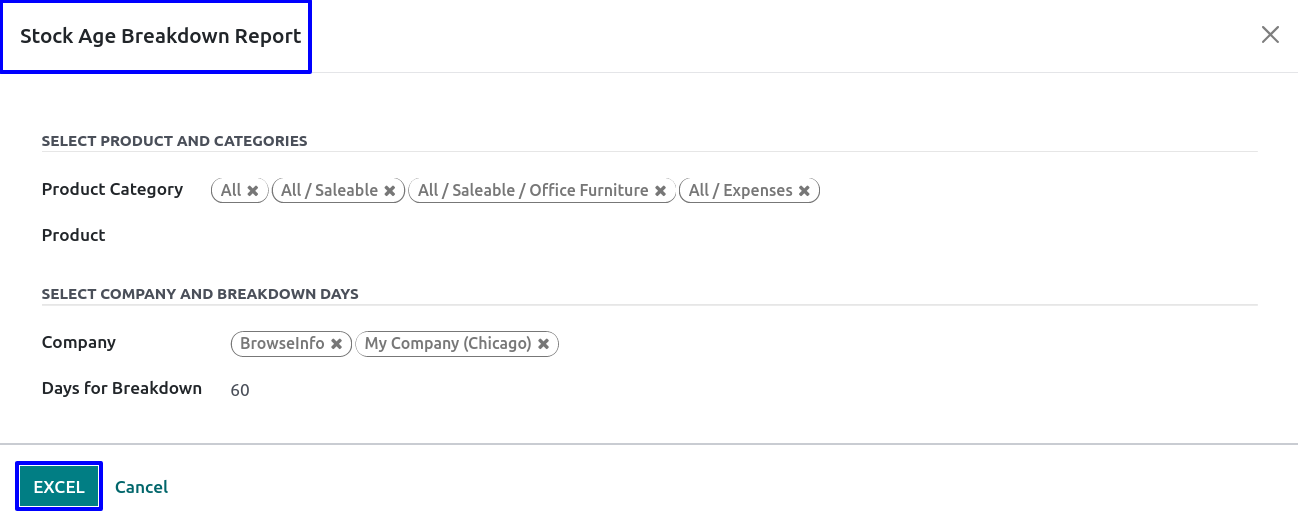 Stock Age Breakdown Report
SELECT PRODUCT AND CATEGORIES
Product Category All All / Saleable All / Saleable / Office Furniture All / Expenses
Product
SELECT COMPANY AND BREAKDOWN DAYS
Company BrowseInfo My Company (Chicago)
Days for Breakdown 60
EXCEL Cancel